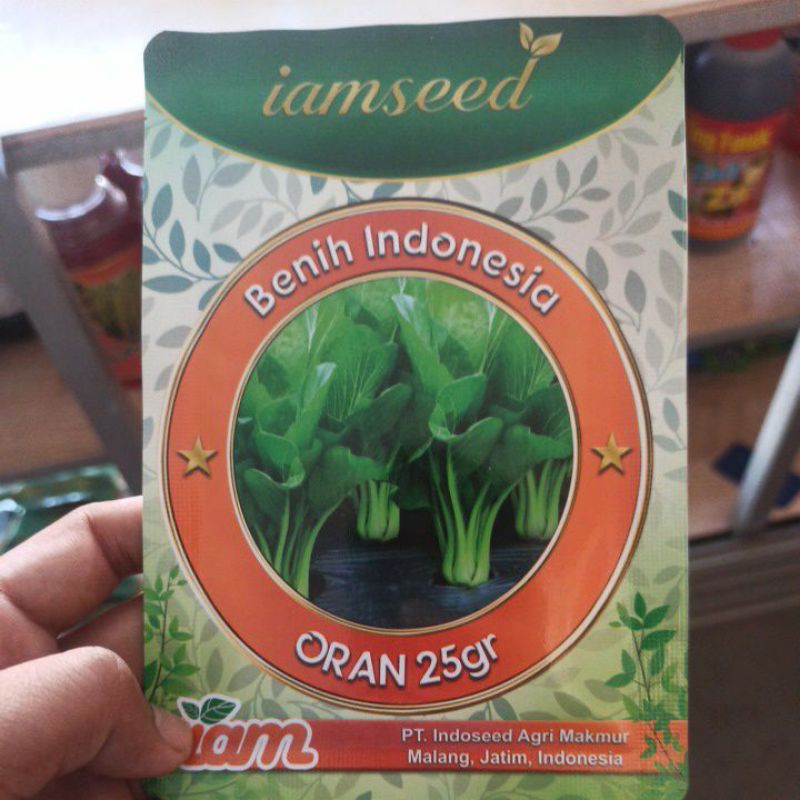 iamseed
Benih Indonesia
ORAN 25gr
iam
PT. Indoseed Agri Makmur
Malang, Jatim, Indonesia